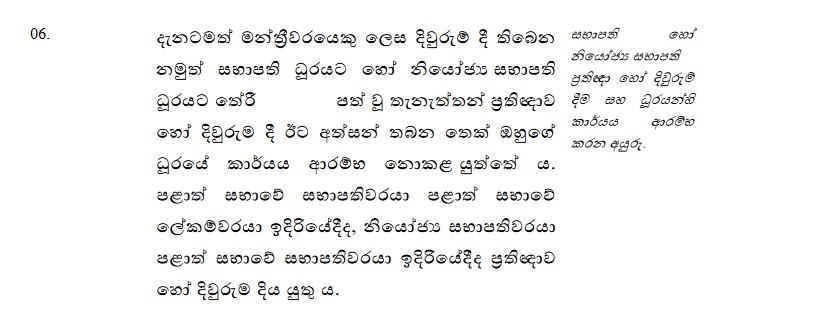 06.
දැනටමත් මන්ත්‍රීවරයෙකු ලෙස දිවුරුම් දී තිබෙන
නමුත් සභාපති ධූරයට හෝ නියෝජ්‍ය සභාපති
ධූරයට තේරී පත් වූ තැනැත්තන් ප්‍රතිඥාව
හෝ දිවුරුම දී ඊට අත්සන් තබන තෙක් ඔහුගේ
ධූරයේ කාර්යය ආරම්භ නොකළ යුත්තේ ය.
පළාත් සභාවේ සභාපතිවරයා පළාත් සභාවේ
ලේකම්වරයා ඉදිරියේදීද, නියෝජ්‍ය සභාපතිවරයා
පළාත් සභාවේ සභාපතිවරයා ඉදිරියේදීද ප්‍රතිඥාව
හෝ දිවුරුම දිය යුතු ය.
සභාපති හෝ
නියෝජ්‍ය සභාපති
ප්‍රතිඥා හෝ දිවුරුම්
දීම සහ ධූරයන්හි
කාර්යය ආරම්භ
කරන අයුරු.